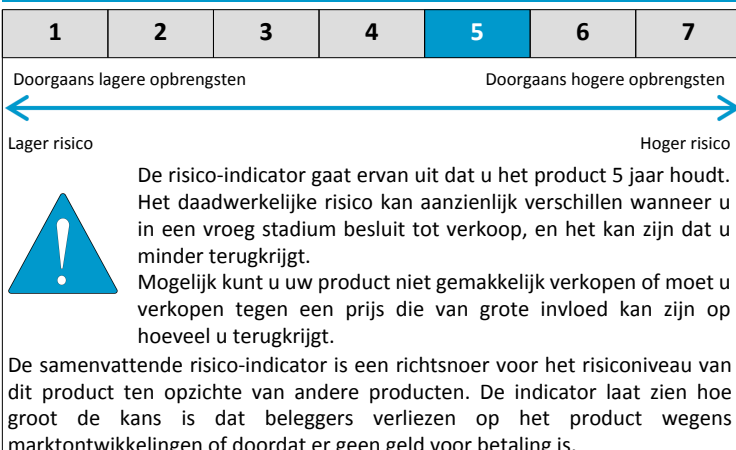 1 2 3 4 5 6 7
Doorgaans lagere opbrengsten Doorgaans hogere opbrengsten
Lager risico Hoger risico
De risico-indicator gaat ervan uit dat u het product 5 jaar houdt.
Het daadwerkelijke risico kan aanzienlijk verschillen wanneer u
in een vroeg stadium besluit tot verkoop, en het kan zijn dat u
minder terugkrijgt.
Mogelijk kunt u uw product niet gemakkelijk verkopen of moet u
verkopen tegen een prijs die van grote invloed kan zijn op
hoeveel u terugkrijgt.
De samenvattende risico-indicator is een richtsnoer voor het risiconiveau van
dit product ten opzichte van andere producten. De indicator laat zien hoe
groot de kans is dat beleggers verliezen op het product wegens
marktontwikkelingen of doordat er geen geld voor betaling is.